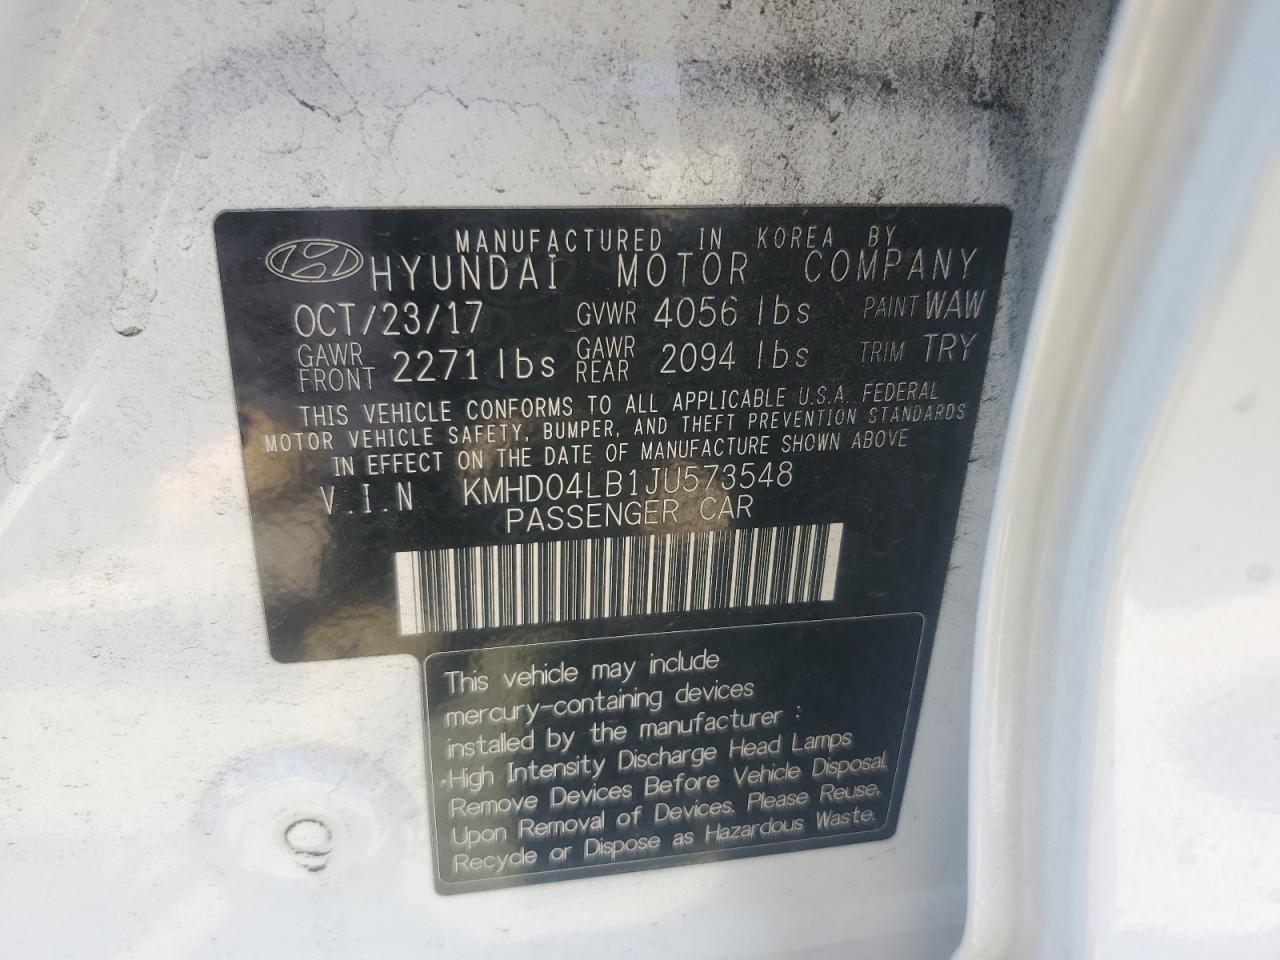 MANUFACTURED IN KOREA BY
HYUNDAI MOTOR COMPANY
OCT/23/17 GVWR 4056 lbs PAINT WAW
GAWR FRONT 2271 lbs GAWR REAR 2094 lbs TRIM TRY
THIS VEHICLE CONFORMS TO ALL APPLICABLE U.S.A. FEDERAL
MOTOR VEHICLE SAFETY, BUMPER, AND THEFT PREVENTION STANDARDS
IN EFFECT ON THE DATE OF MANUFACTURE SHOWN ABOVE
V.I.N KMHD04LB1JU573548
PASSENGER CAR
This vehicle may include
mercury-containing devices
installed by the manufacturer :
·High Intensity Discharge Head Lamps
Remove Devices Before Vehicle Disposal.
Upon Removal of Devices. Please Reuse,
Recycle or Dispose as Hazardous Waste.